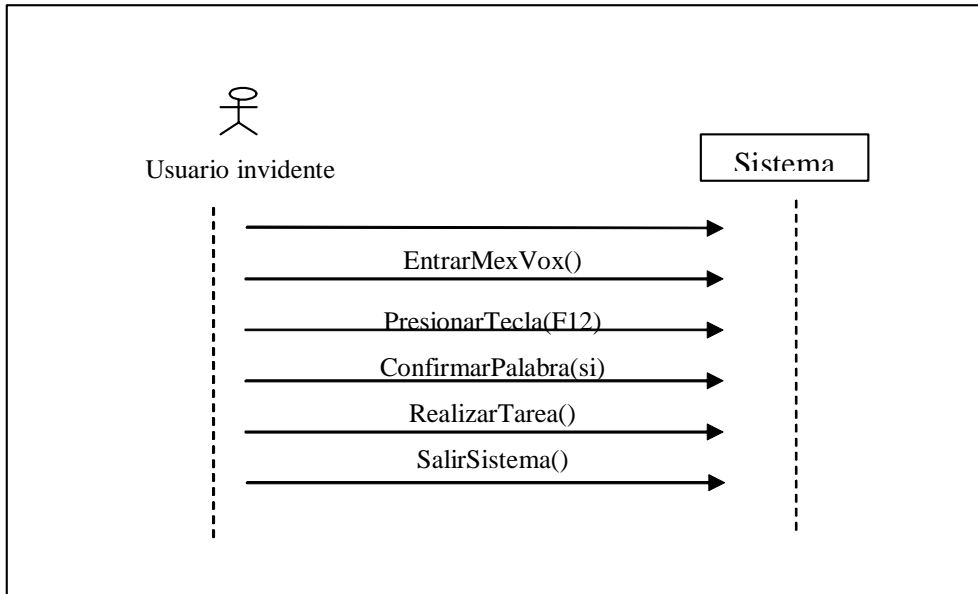 Usuario invidente
Sistema
EntrarMexVox()
PresionarTecla(F12)
ConfirmarPalabra(si)
RealizarTarea()
SalirSistema()